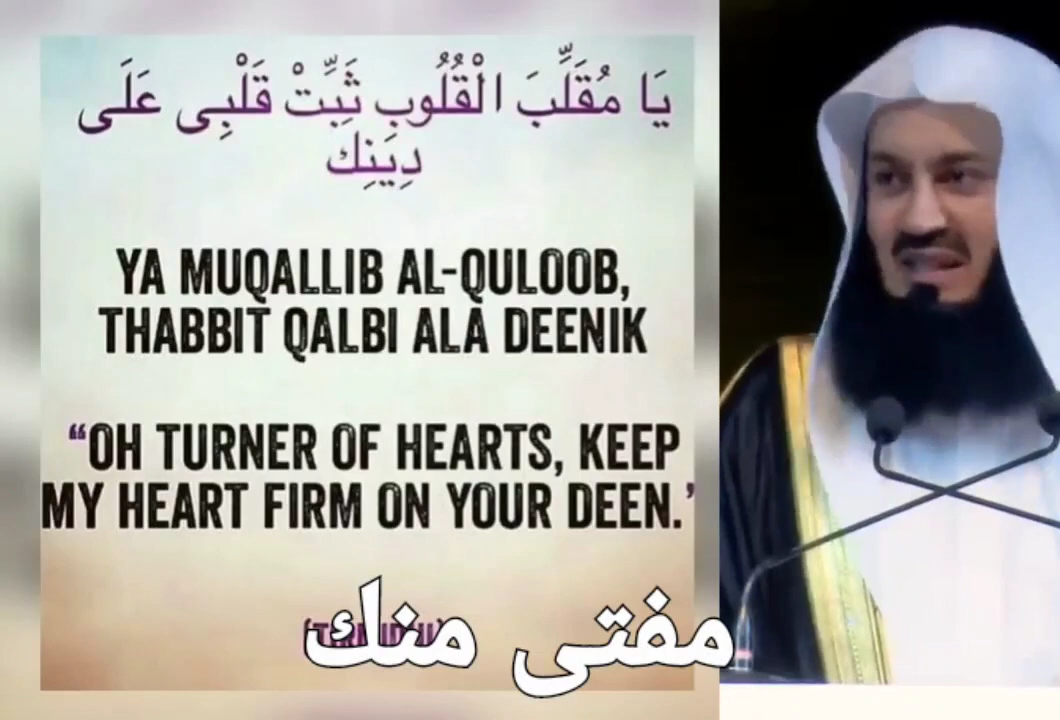 يَا مُقَلِّبَ الْقُلُوبِ ثَبِّتْ قَلْبِى عَلَى
دِيَنِكَ
YA MUQALLIB AL-QULOOB,
THABBIT QALBI ALA DEENIK
“OH TURNER OF HEARTS, KEEP
MY HEART FIRM ON YOUR DEEN.’
مفتى منك